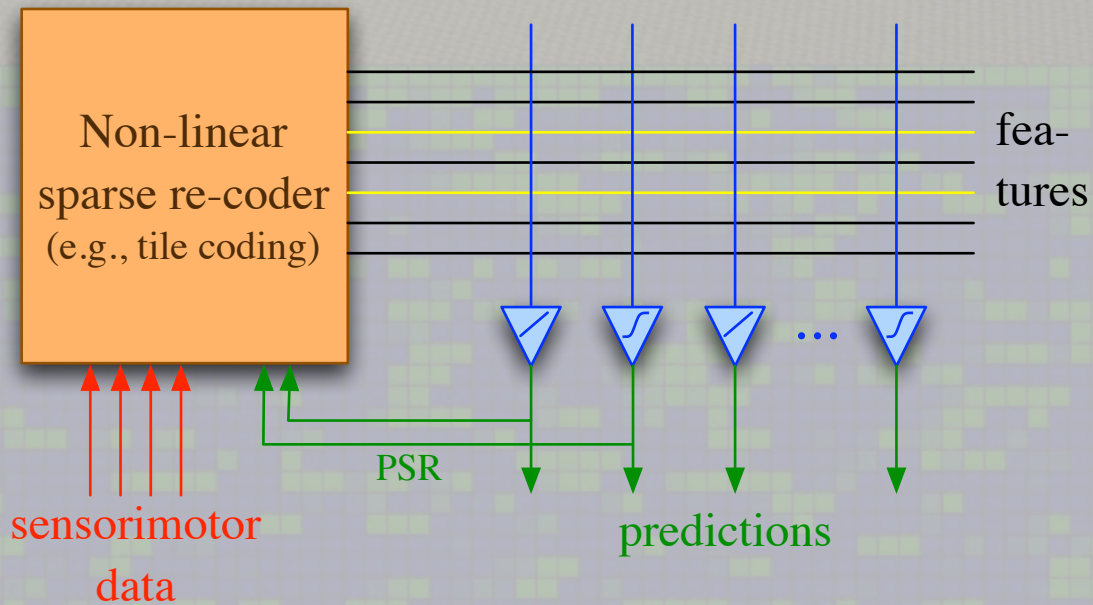 Non-linear
sparse re-coder
(e.g., tile coding)
fea-
tures
...
PSR
sensorimotor
data
predictions